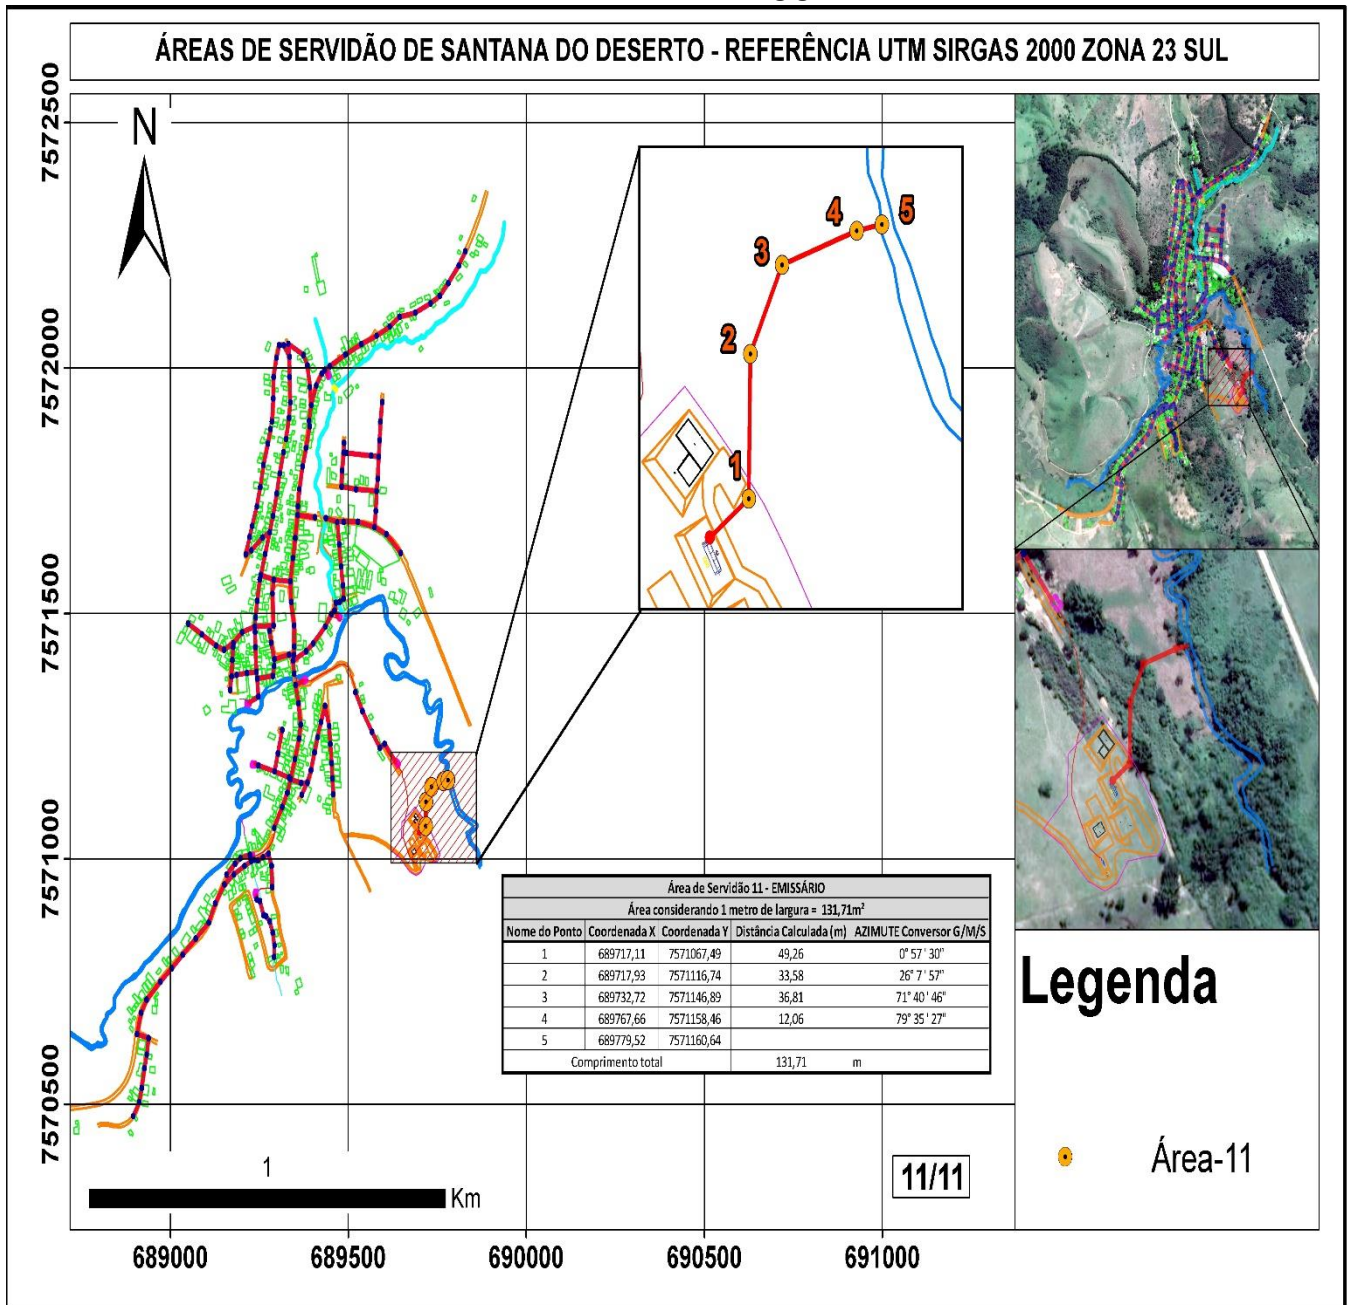 ÁREAS DE SERVIDÃO DE SANTANA DO DESERTO - REFERÊNCIA UTM SIRGAS 2000 ZONA 23 SUL
N
7572500
7572000
7571500
7571000
7570500
689000
689500
690000
690500
691000
1
2
3
4
5
Área de Servidão 11 - EMISSÁRIO
Área considerando 1 metro de largura = 131,71m²
Nome do Ponto Coordenada X Coordenada Y Distância Calculada (m) AZIMUTE Conversor G/M/S
1 689717,11 7571067,49 49,26 0° 57 ' 30"
2 689717,93 7571116,74 33,58 26° 7 ' 57"
3 689732,72 7571146,89 36,81 71° 40 ' 46"
4 689767,66 7571158,46 12,06 79° 35 ' 27"
5 689779,52 7571160,64
Comprimento total 131,71 m
1
Km
11/11
Legenda
Área-11